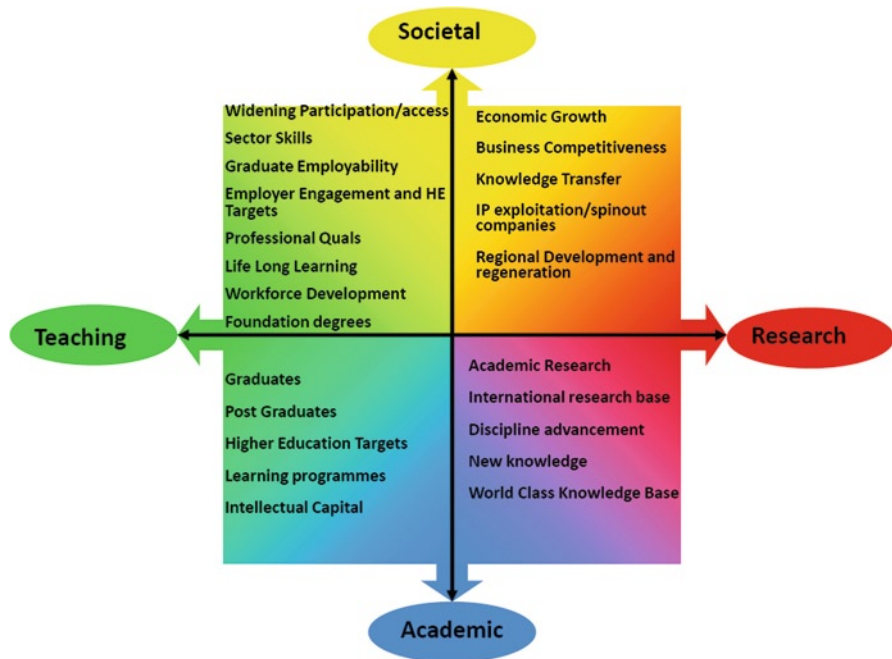 Societal
Widening Participation/access
Sector Skills
Graduate Employability
Employer Engagement and HE
Targets
Professional Quals
Life Long Learning
Workforce Development
Foundation degrees
Economic Growth
Business Competitiveness
Knowledge Transfer
IP exploitation/spinout
companies
Regional Development and
regeneration
Teaching
Research
Graduates
Post Graduates
Higher Education Targets
Learning programmes
Intellectual Capital
Academic Research
International research base
Discipline advancement
New knowledge
World Class Knowledge Base
Academic